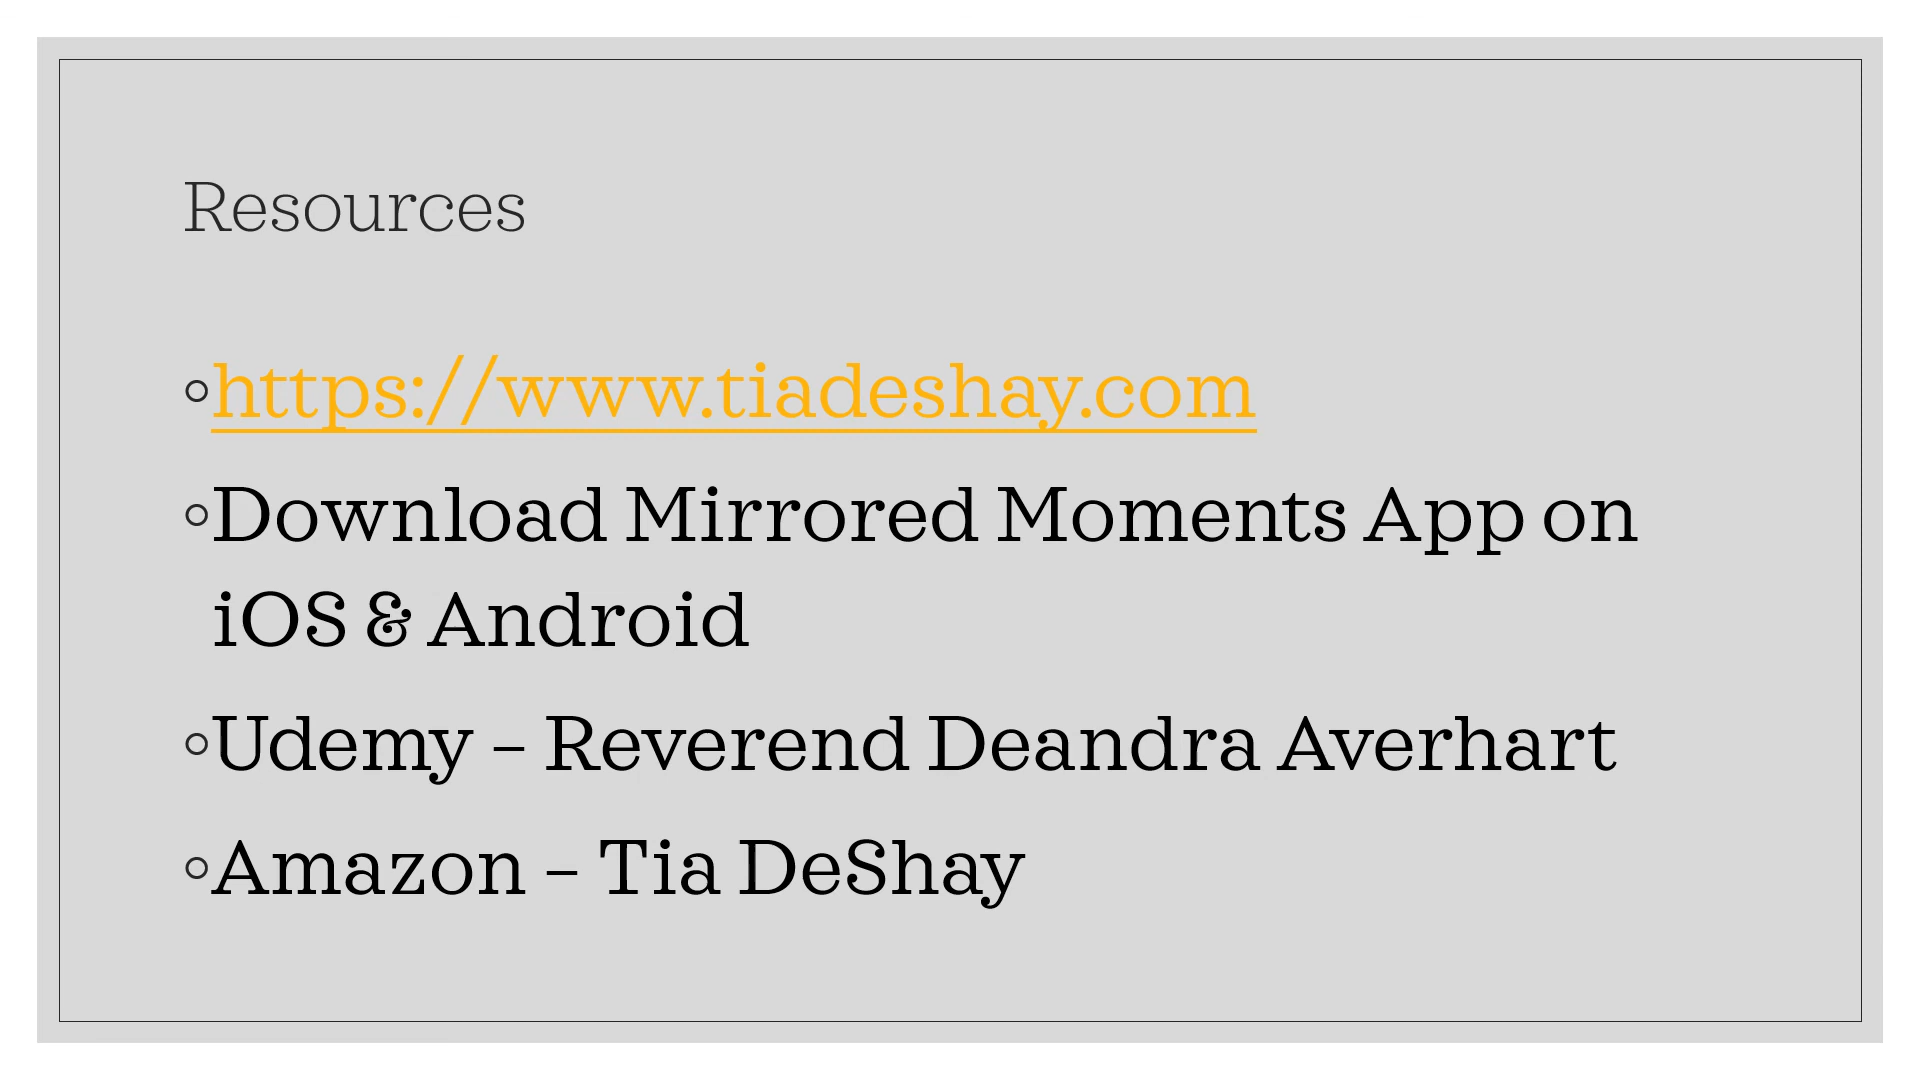 Resources
◦https://www.tiadeshay.com
◦Download Mirrored Moments App on
iOS & Android
◦Udemy – Reverend Deandra Averhart
◦Amazon – Tia DeShay